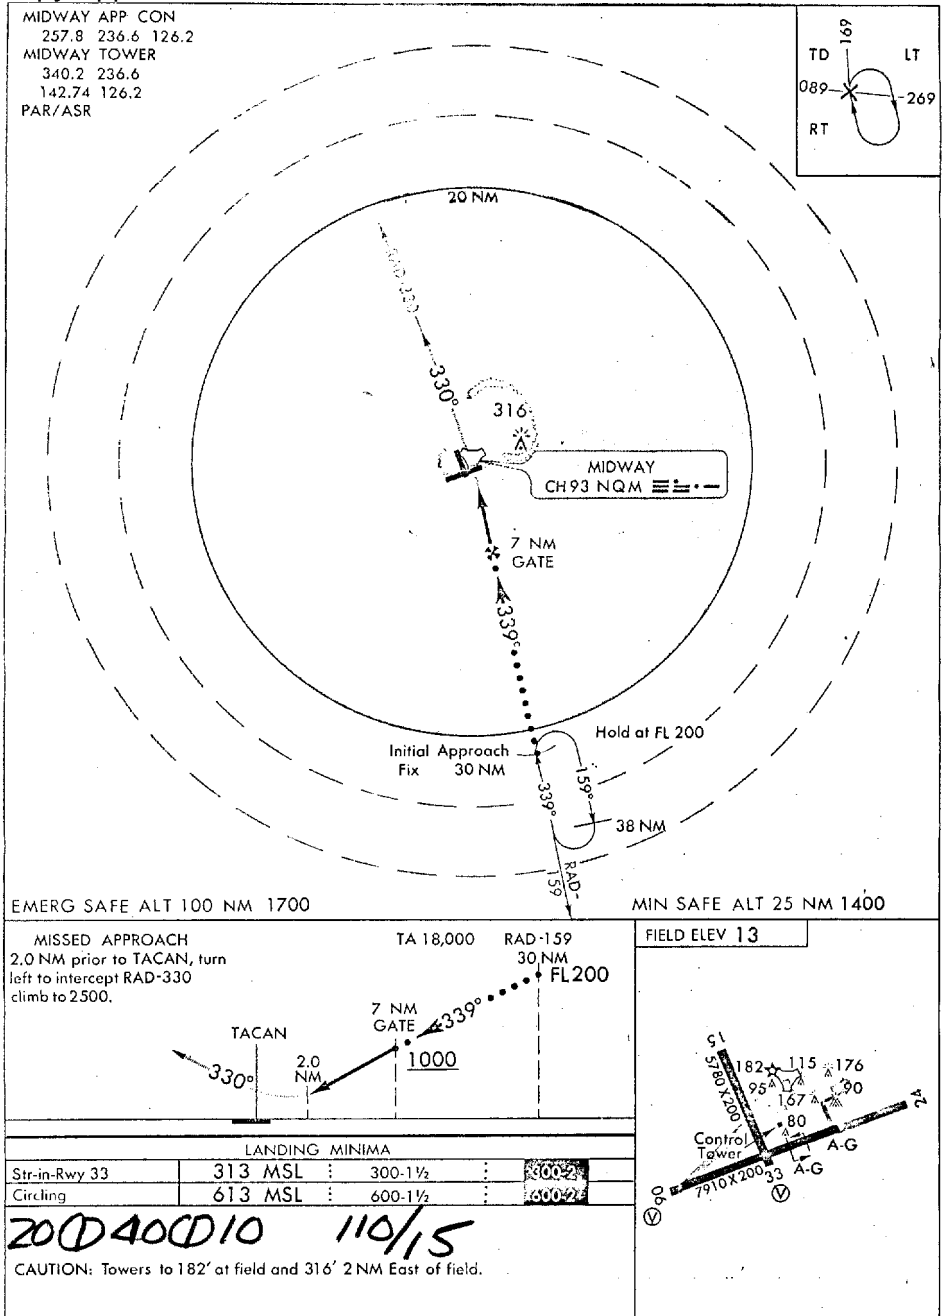 MIDWAY APP CON
257.8 236.6 126.2
MIDWAY TOWER
340.2 236.6
142.74 126.2
PAR/ASR
169
TD LT
089 269
RT
20 NM
RAD-330
330°
316
MIDWAY
CH 93 NQM
7 NM
GATE
339°
Hold at FL 200
Initial Approach
Fix 30 NM
339°
159°
38 NM
RAD-
159
EMERG SAFE ALT 100 NM 1700
MIN SAFE ALT 25 NM 1400
MISSED APPROACH
2.0 NM prior to TACAN, turn
left to intercept RAD-330
climb to 2500.
TA 18,000 RAD-159
30 NM
FL200
339°
7 NM
GATE
1000
TACAN
2.0
NM
330°
FIELD ELEV 13
15
5780 X 200
182 115 176
95 167 90
80
24
Control
Tower
A-G
A-G
7910 X 200
33
06
V
V
LANDING MINIMA
Str-in-Rwy 33 313 MSL 300-1½ 300-2
Circling 613 MSL 600-1½ 600-2
20 40 10 110/15
CAUTION: Towers to 182' at field and 316' 2 NM East of field.